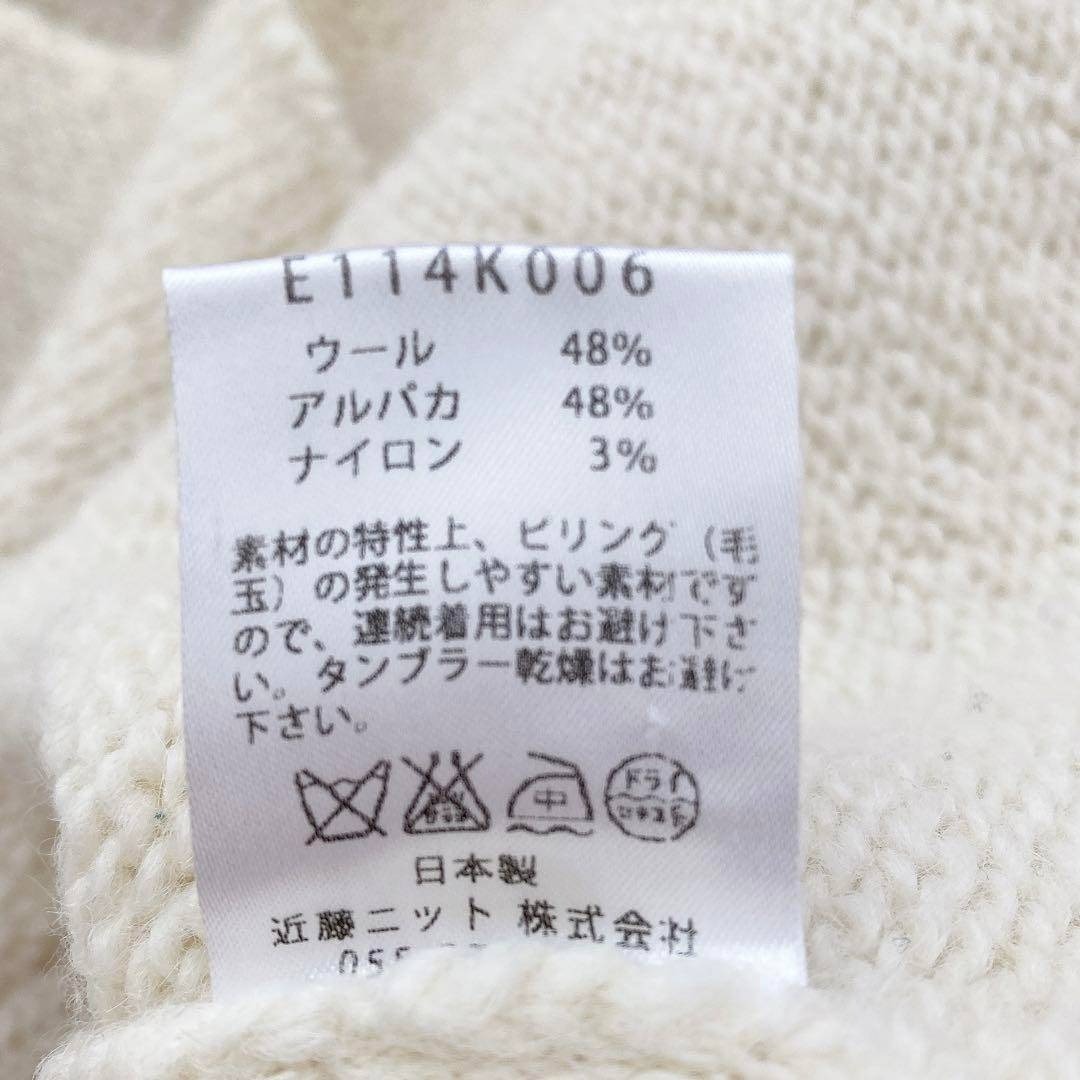 E114K006
ウール 48%
アルパカ 48%
ナイロン 3%
素材の特性上、ピリング（毛
玉）の発生しやすい素材です
ので、連続着用はお避け下さ
い。タンブラー乾燥はお避け
下さい。
中 ドライ
日本製
近藤ニット 株式会社
055